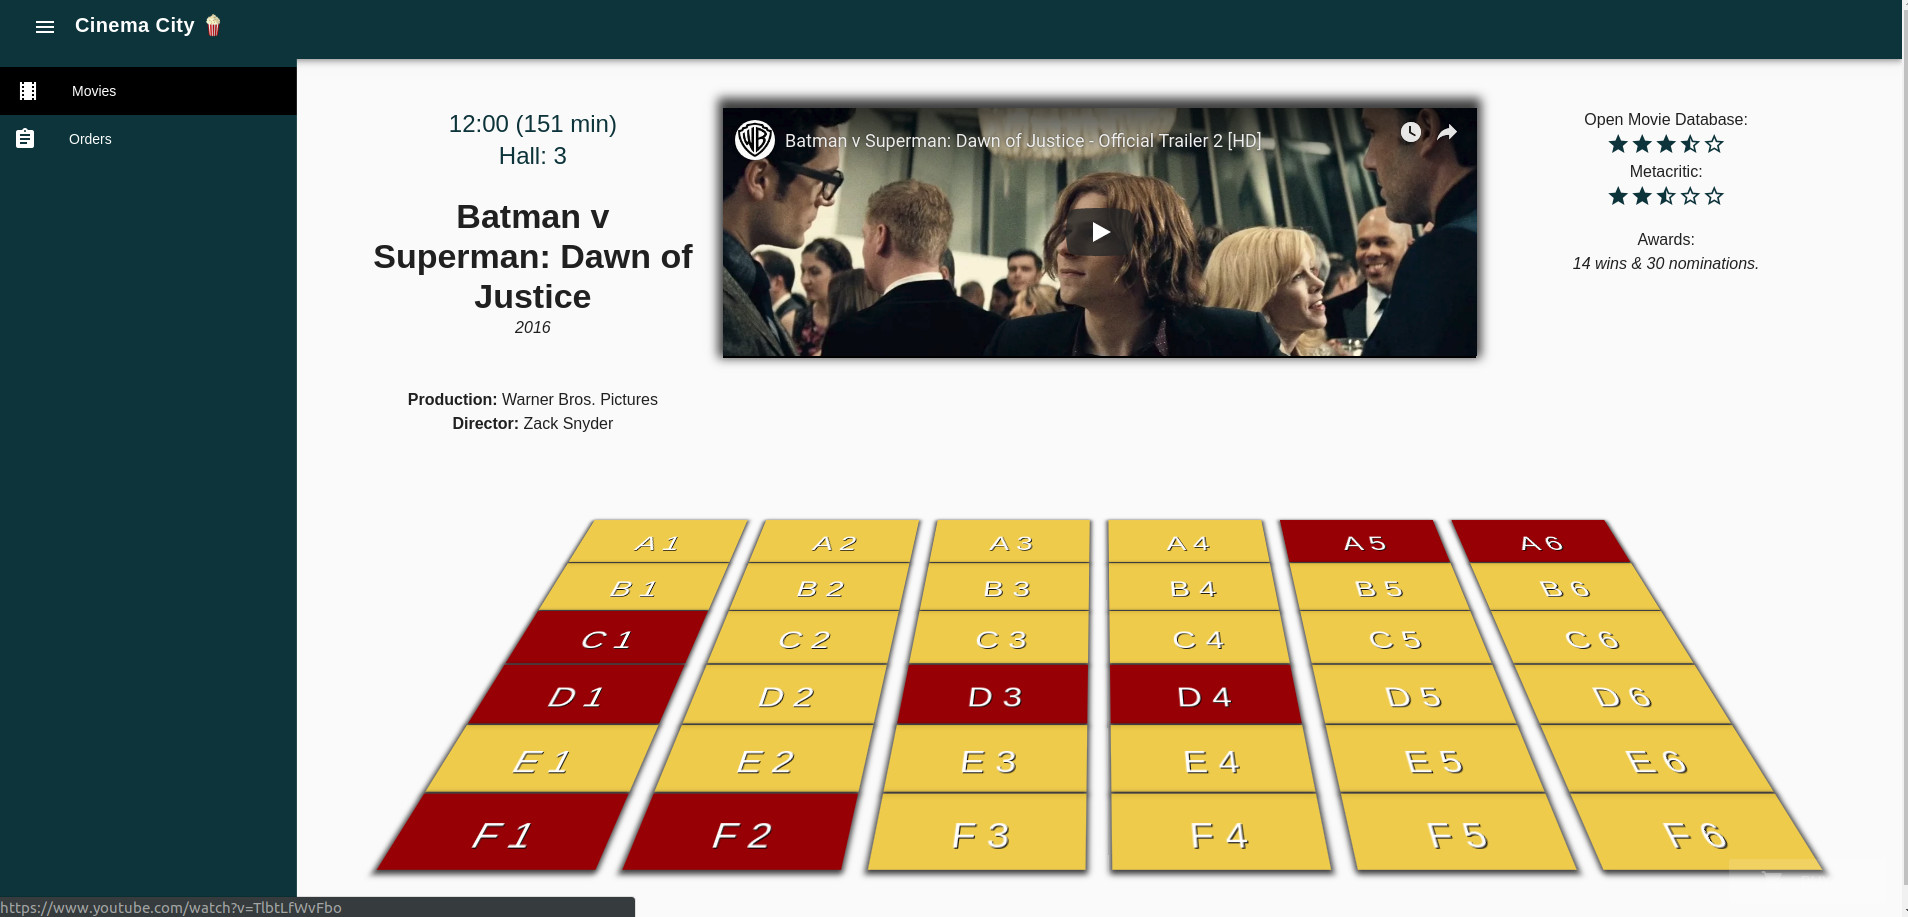 Cinema City
Movies
Orders
12:00 (151 min)
Hall: 3
Batman v
Superman: Dawn of
Justice
2016
Production: Warner Bros. Pictures
Director: Zack Snyder
WB
Batman v Superman: Dawn of Justice - Official Trailer 2 [HD]
Open Movie Database:
Metacritic:
Awards:
14 wins & 30 nominations.
A 1 A 2 A 3 A 4 A 5 A 6
B 1 B 2 B 3 B 4 B 5 B 6
C 1 C 2 C 3 C 4 C 5 C 6
D 1 D 2 D 3 D 4 D 5 D 6
E 1 E 2 E 3 E 4 E 5 E 6
F 1 F 2 F 3 F 4 F 5 F 6
https://www.youtube.com/watch?v=TlbtLfWvFbo